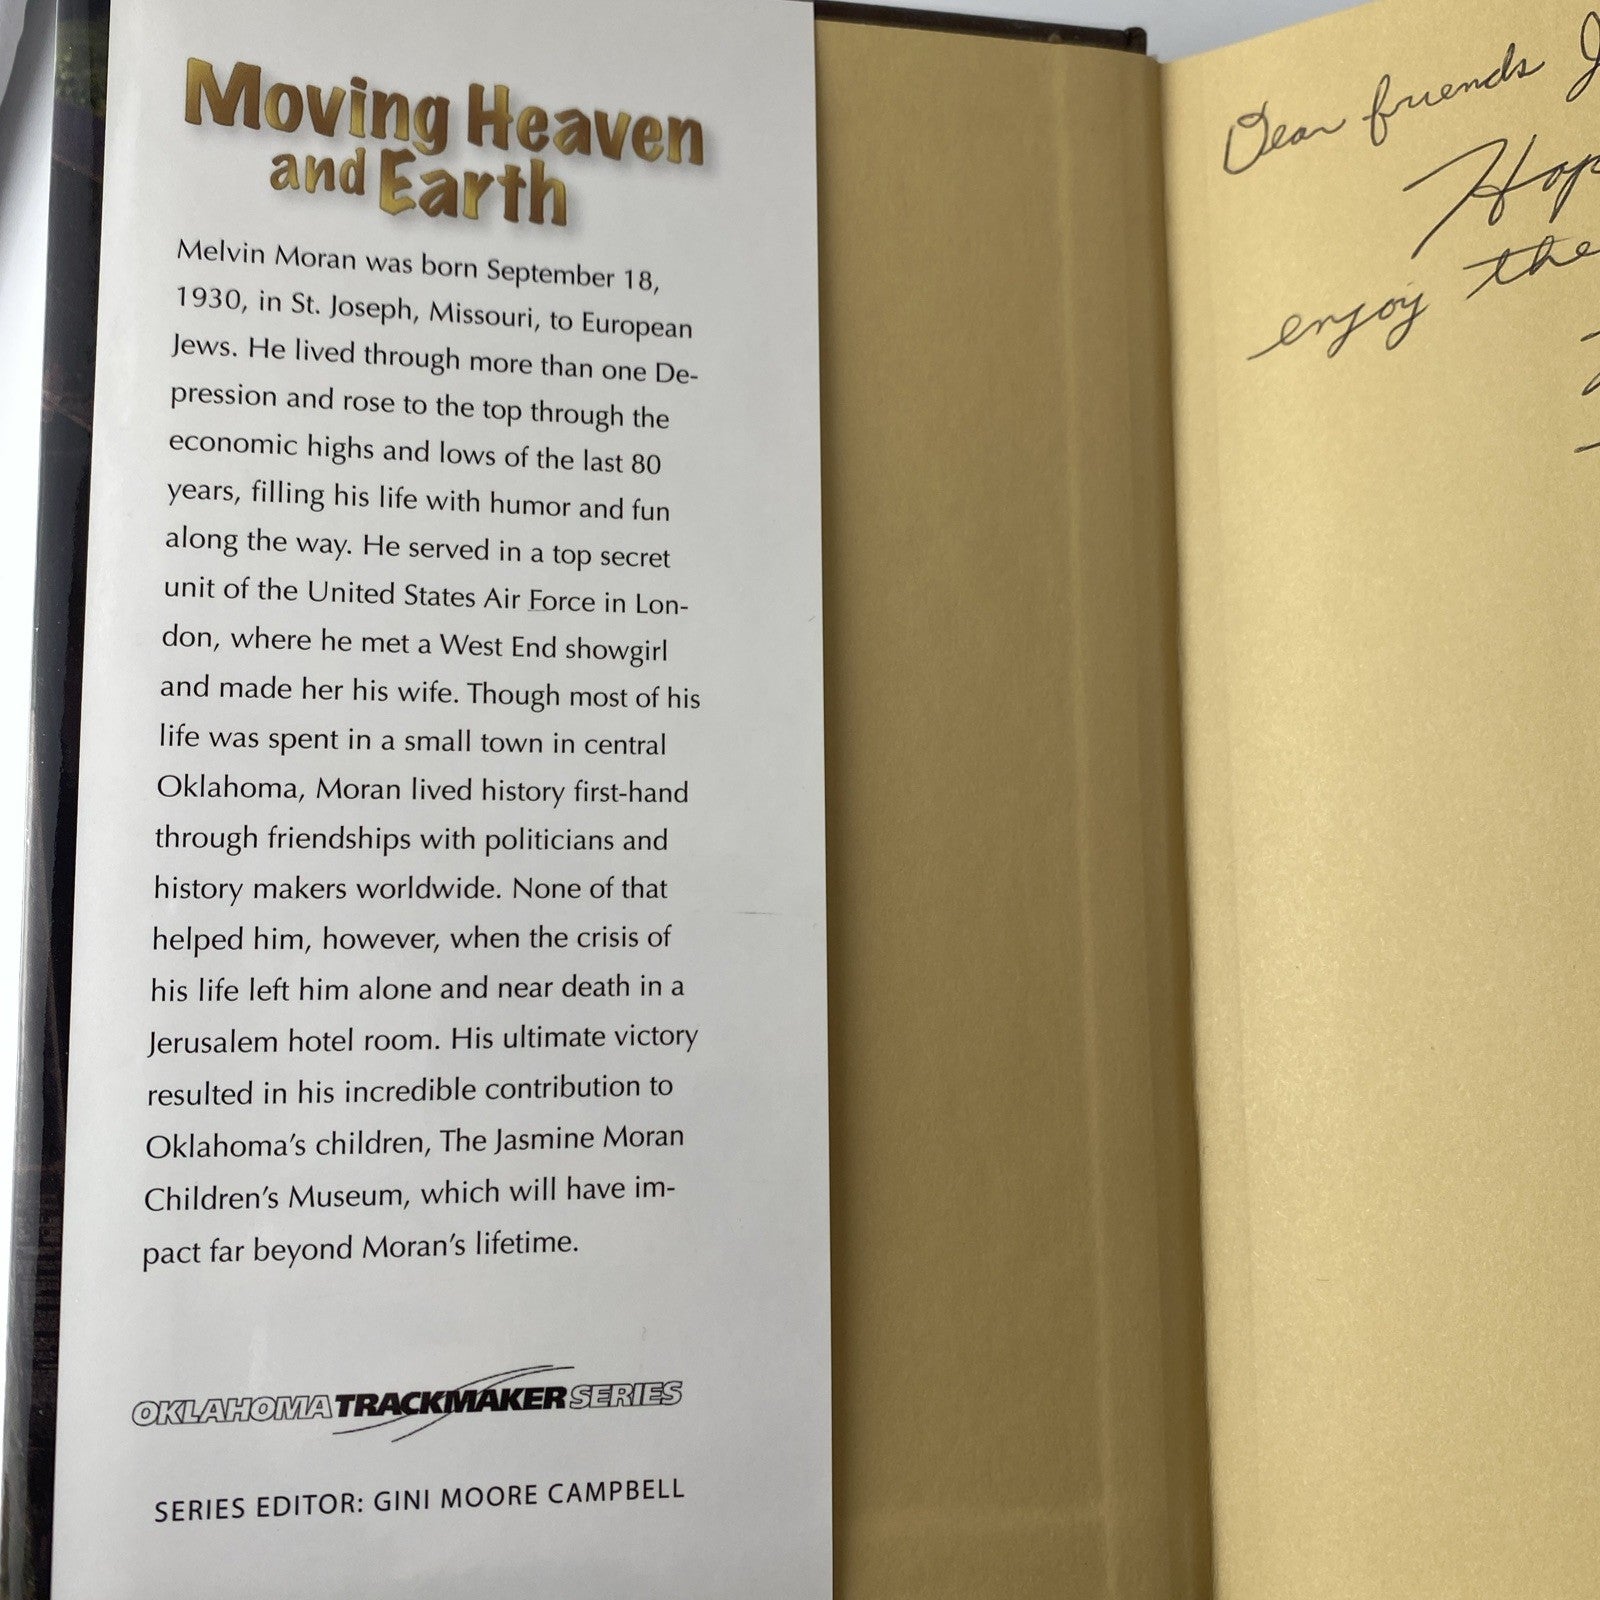 Moving Heaven
and Earth
Melvin Moran was born September 18,
1930, in St. Joseph, Missouri, to European
Jews. He lived through more than one De-
pression and rose to the top through the
economic highs and lows of the last 80
years, filling his life with humor and fun
along the way. He served in a top secret
unit of the United States Air Force in Lon-
don, where he met a West End showgirl
and made her his wife. Though most of his
life was spent in a small town in central
Oklahoma, Moran lived history first-hand
through friendships with politicians and
history makers worldwide. None of that
helped him, however, when the crisis of
his life left him alone and near death in a
Jerusalem hotel room. His ultimate victory
resulted in his incredible contribution to
Oklahoma's children, The Jasmine Moran
Children's Museum, which will have im-
pact far beyond Moran's lifetime.
OKLAHOMA TRACKMAKER SERIES
SERIES EDITOR: GINI MOORE CAMPBELL
Dear friends
Hop
enjoy the